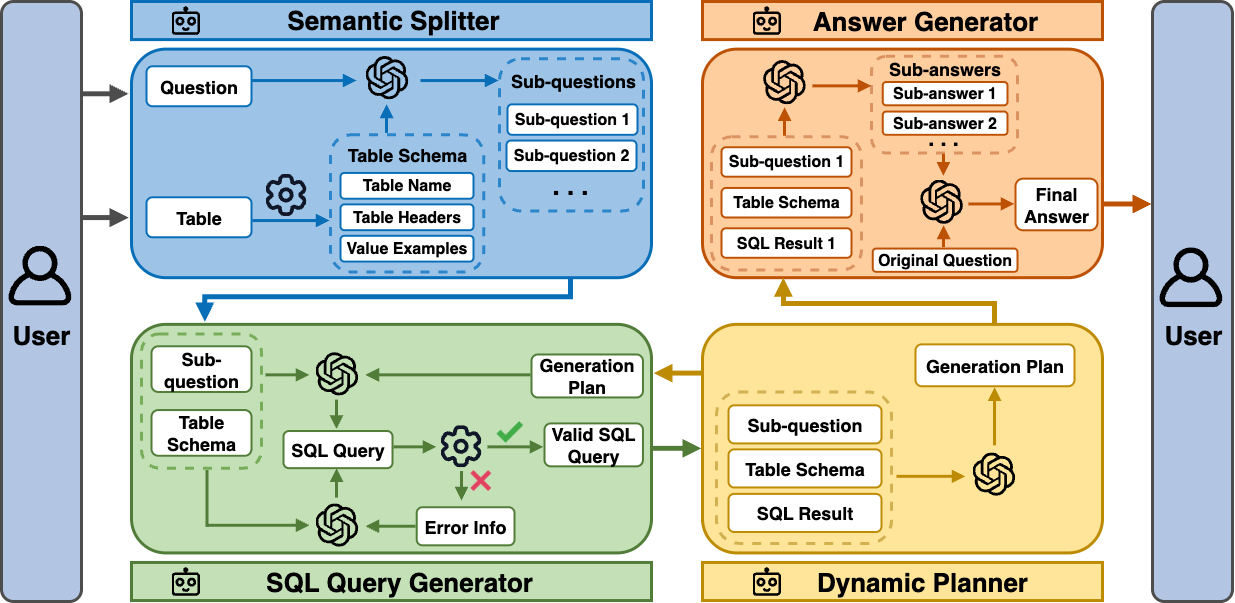 Semantic Splitter
Question
Table
Table Schema
Table Name
Table Headers
Value Examples
Sub-questions
Sub-question 1
Sub-question 2
...
Answer Generator
Sub-question 1
Table Schema
SQL Result 1
Sub-answers
Sub-answer 1
Sub-answer 2
...
Original Question
Final
Answer
User
User
Sub-
question
Table
Schema
Generation
Plan
SQL Query
Valid SQL
Query
Error Info
SQL Query Generator
Generation Plan
Sub-question
Table Schema
SQL Result
Dynamic Planner